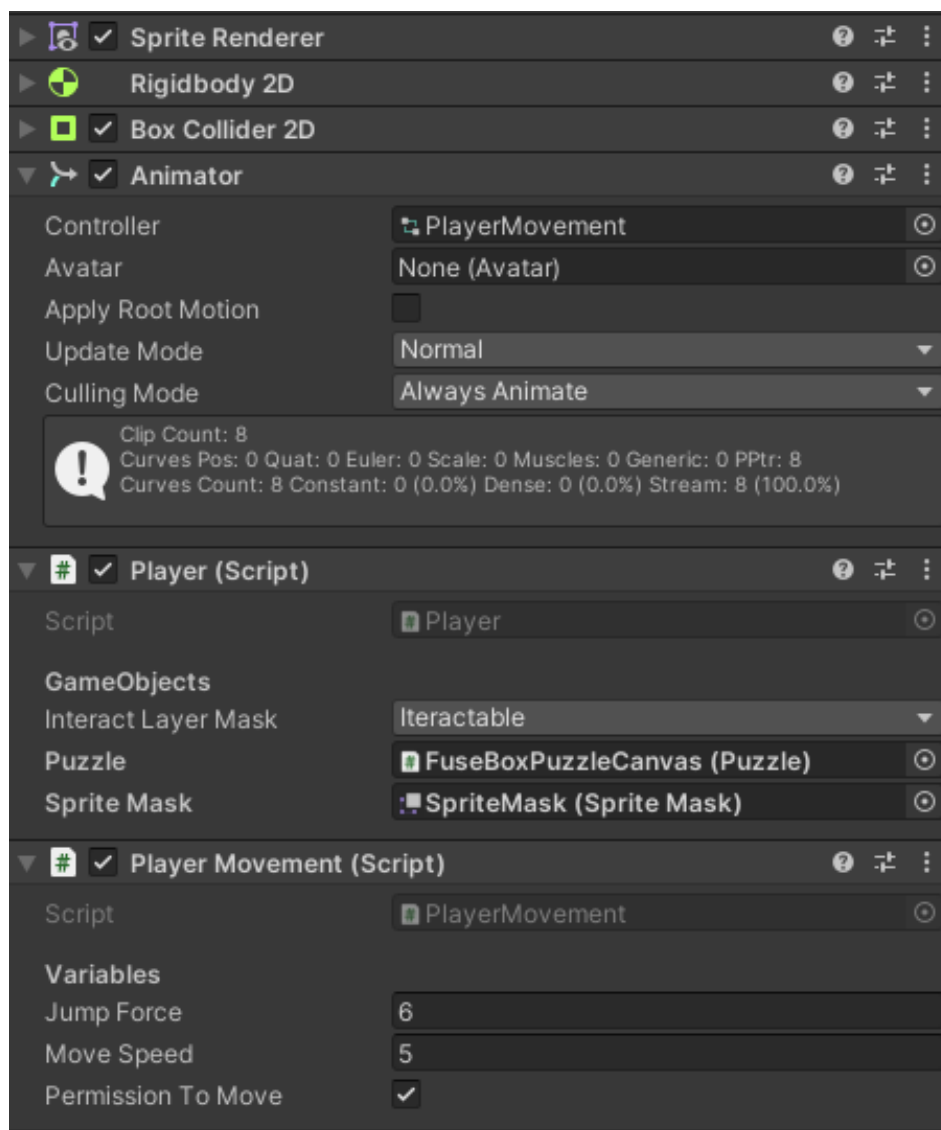 Sprite Renderer
Rigidbody 2D
Box Collider 2D
Animator
Controller PlayerMovement
Avatar None (Avatar)
Apply Root Motion
Update Mode Normal
Culling Mode Always Animate
Clip Count: 8
Curves Pos: 0 Quat: 0 Euler: 0 Scale: 0 Muscles: 0 Generic: 0 PPtr: 8
Curves Count: 8 Constant: 0 (0.0%) Dense: 0 (0.0%) Stream: 8 (100.0%)
# Player (Script)
Script Player
GameObjects
Interact Layer Mask Iteractable
Puzzle FuseBoxPuzzleCanvas (Puzzle)
Sprite Mask SpriteMask (Sprite Mask)
# Player Movement (Script)
Script PlayerMovement
Variables
Jump Force 6
Move Speed 5
Permission To Move